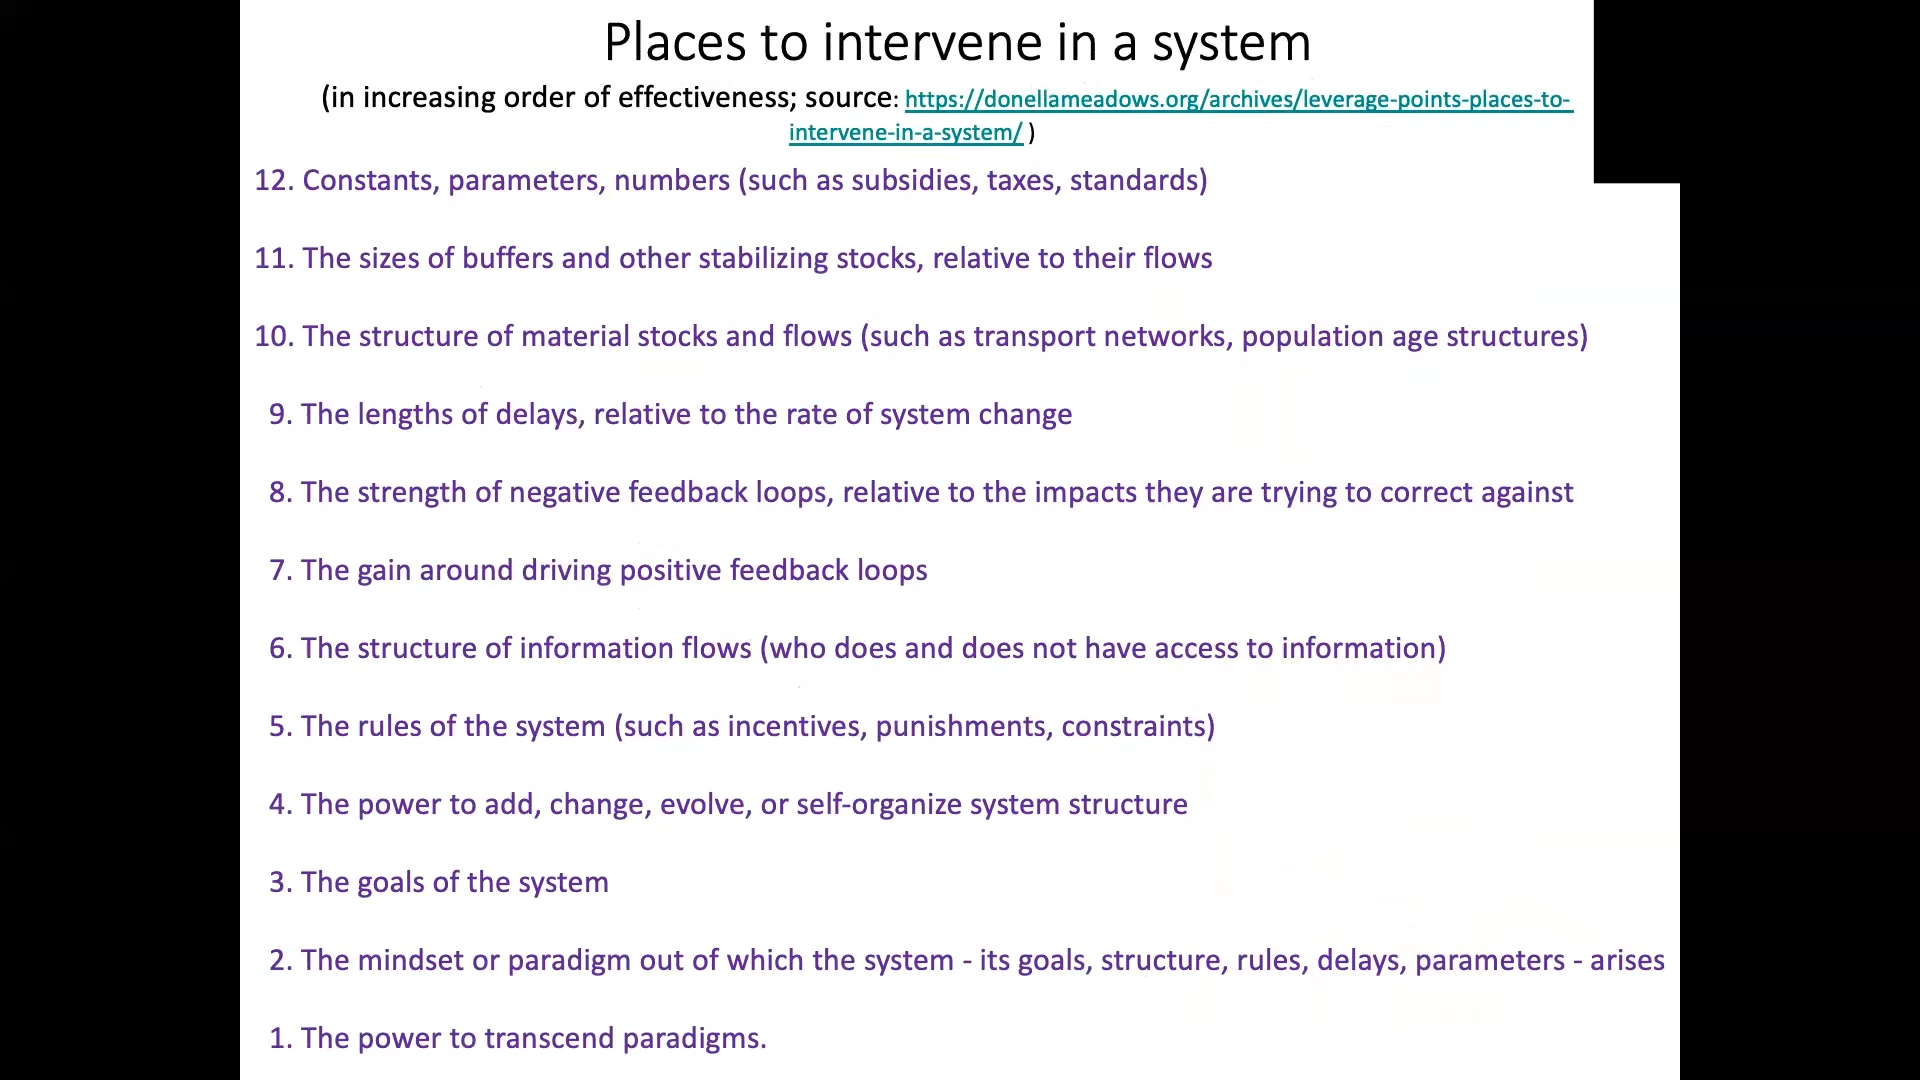 Places to intervene in a system
(in increasing order of effectiveness; source: https://donellameadows.org/archives/leverage-points-places-to-
intervene-in-a-system/ )
12. Constants, parameters, numbers (such as subsidies, taxes, standards)
11. The sizes of buffers and other stabilizing stocks, relative to their flows
10. The structure of material stocks and flows (such as transport networks, population age structures)
9. The lengths of delays, relative to the rate of system change
8. The strength of negative feedback loops, relative to the impacts they are trying to correct against
7. The gain around driving positive feedback loops
6. The structure of information flows (who does and does not have access to information)
5. The rules of the system (such as incentives, punishments, constraints)
4. The power to add, change, evolve, or self-organize system structure
3. The goals of the system
2. The mindset or paradigm out of which the system - its goals, structure, rules, delays, parameters - arises
1. The power to transcend paradigms.